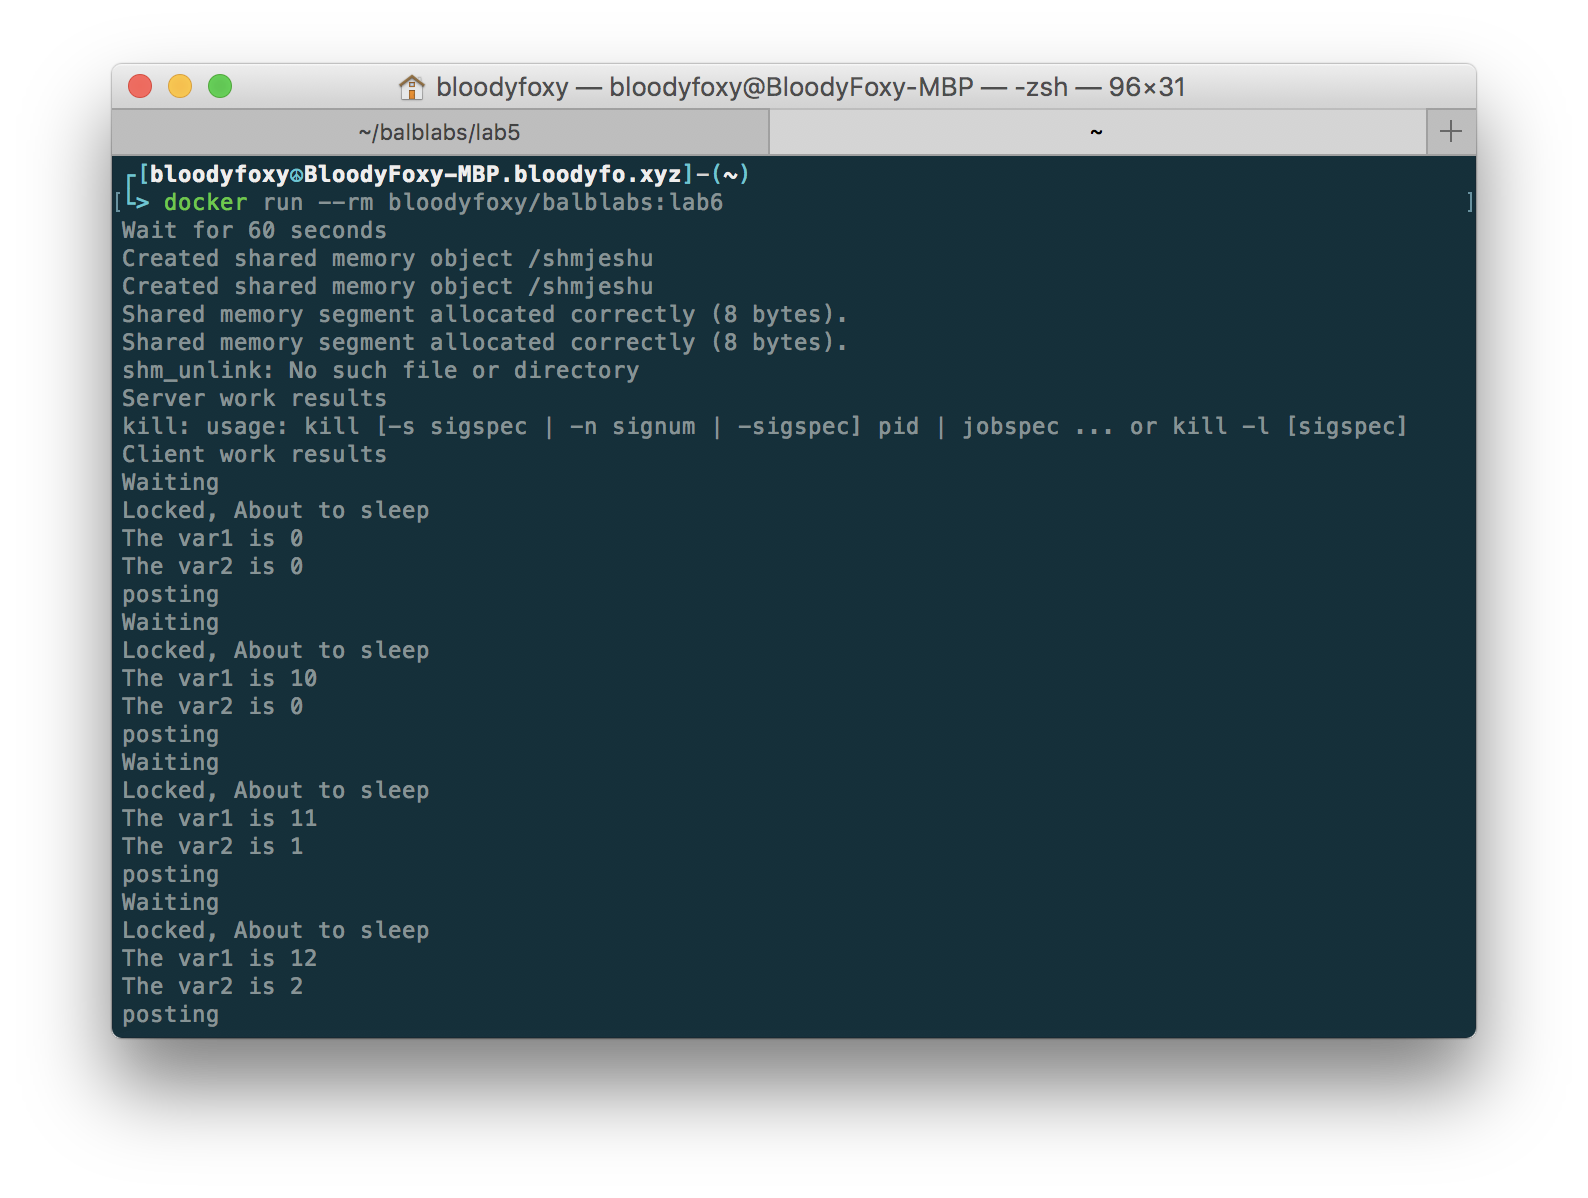 bloodyfoxy — bloodyfoxy@BloodyFoxy-MBP — -zsh — 96×31
~/balblabs/lab5
~
+
┌[bloodyfoxy☮BloodyFoxy-MBP.bloodyfo.xyz]-(~)
[└> docker run --rm bloodyfoxy/balblabs:lab6 ]
Wait for 60 seconds
Created shared memory object /shmjeshu
Created shared memory object /shmjeshu
Shared memory segment allocated correctly (8 bytes).
Shared memory segment allocated correctly (8 bytes).
shm_unlink: No such file or directory
Server work results
kill: usage: kill [-s sigspec | -n signum | -sigspec] pid | jobspec ... or kill -l [sigspec]
Client work results
Waiting
Locked, About to sleep
The var1 is 0
The var2 is 0
posting
Waiting
Locked, About to sleep
The var1 is 10
The var2 is 0
posting
Waiting
Locked, About to sleep
The var1 is 11
The var2 is 1
posting
Waiting
Locked, About to sleep
The var1 is 12
The var2 is 2
posting